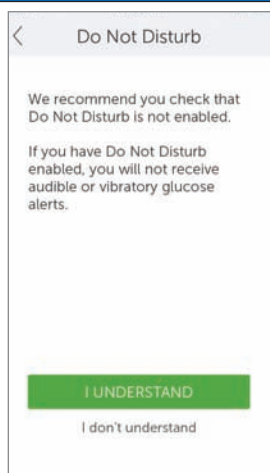 Do Not Disturb
We recommend you check that
Do Not Disturb is not enabled.
If you have Do Not Disturb
enabled, you will not receive
audible or vibratory glucose
alerts.
I UNDERSTAND
I don't understand